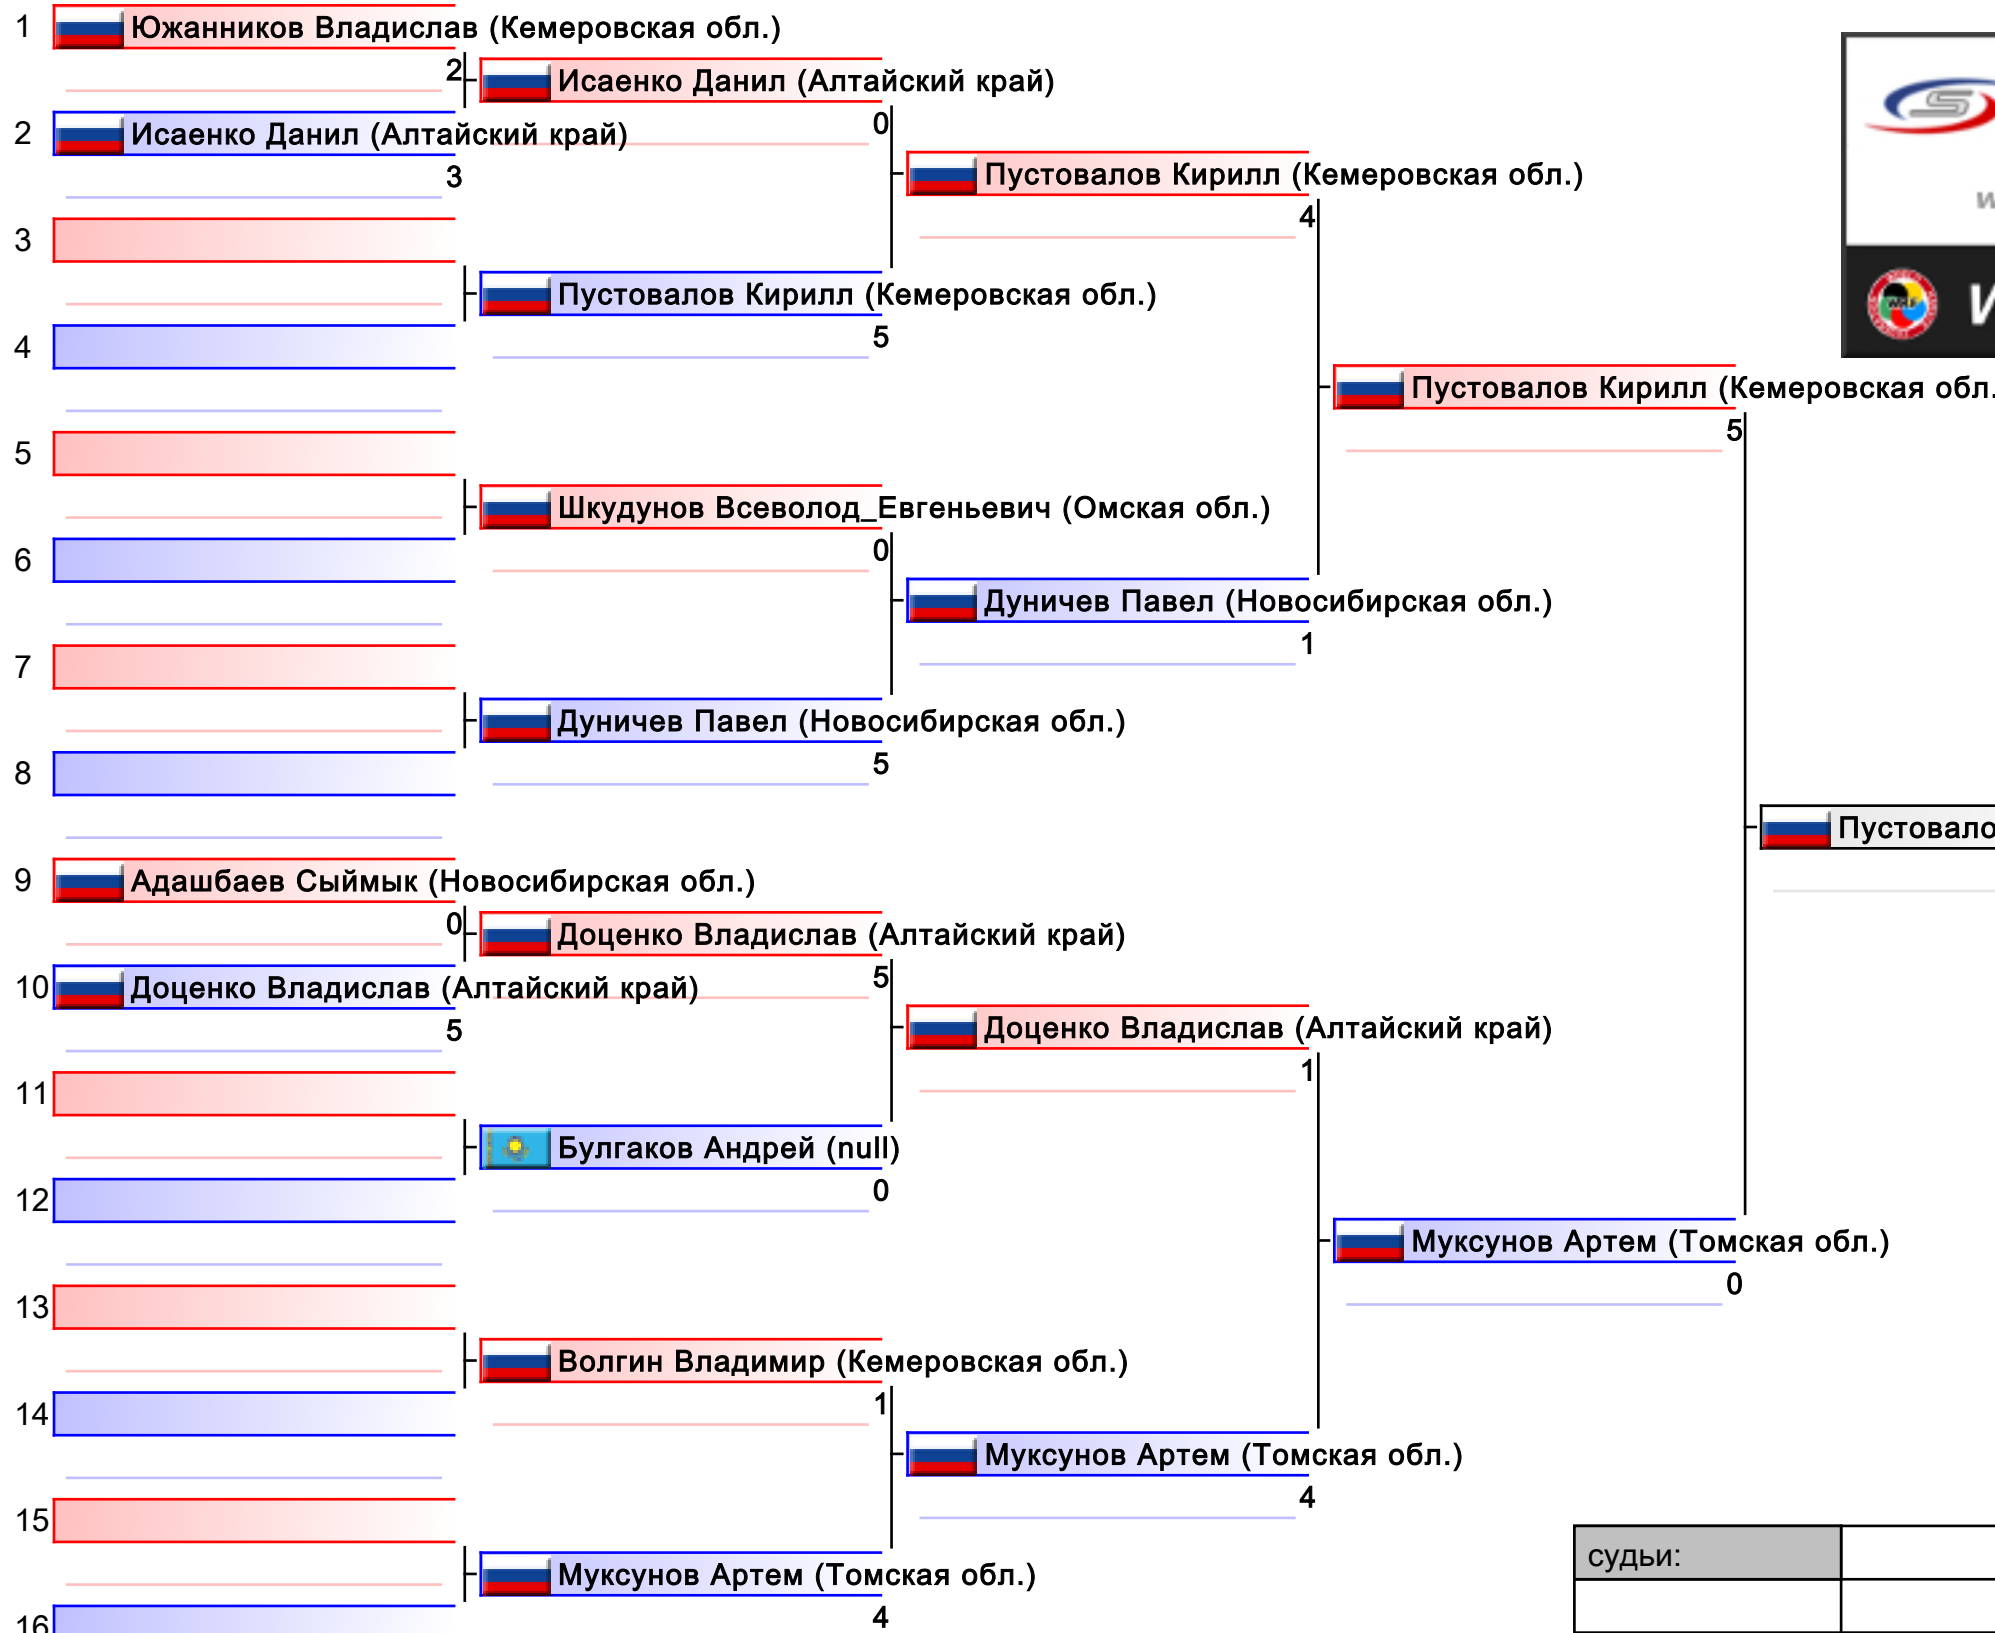 1 Южанников Владислав (Кемеровская обл.)
2 Исаенко Данил (Алтайский край)
2 Исаенко Данил (Алтайский край)
0
3
Пустовалов Кирилл (Кемеровская обл.)
4
3
Пустовалов Кирилл (Кемеровская обл.)
5
4
Пустовалов Кирилл (Кемеровская обл.
5
5
Шкудунов Всеволод_Евгеньевич (Омская обл.)
0
6
Дуничев Павел (Новосибирская обл.)
1
7
Дуничев Павел (Новосибирская обл.)
5
8
Пустовало
9 Адашбаев Сыймык (Новосибирская обл.)
0 Доценко Владислав (Алтайский край)
5
10 Доценко Владислав (Алтайский край)
5
Доценко Владислав (Алтайский край)
1
11
Булгаков Андрей (null)
0
12
Муксунов Артем (Томская обл.)
0
13
Волгин Владимир (Кемеровская обл.)
1
14
Муксунов Артем (Томская обл.)
4
15
Муксунов Артем (Томская обл.)
4
16
судьи: